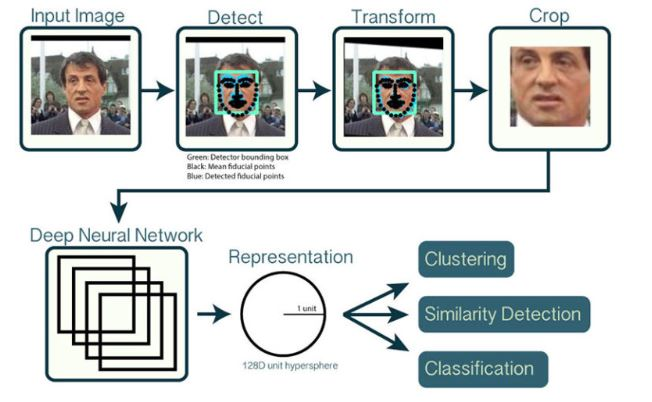 Input Image
Detect
Transform
Crop
Green: Detector bounding box
Black: Mean fiducial points
Blue: Detected fiducial points
Deep Neural Network
Representation
1 unit
128D unit hypersphere
Clustering
Similarity Detection
Classification